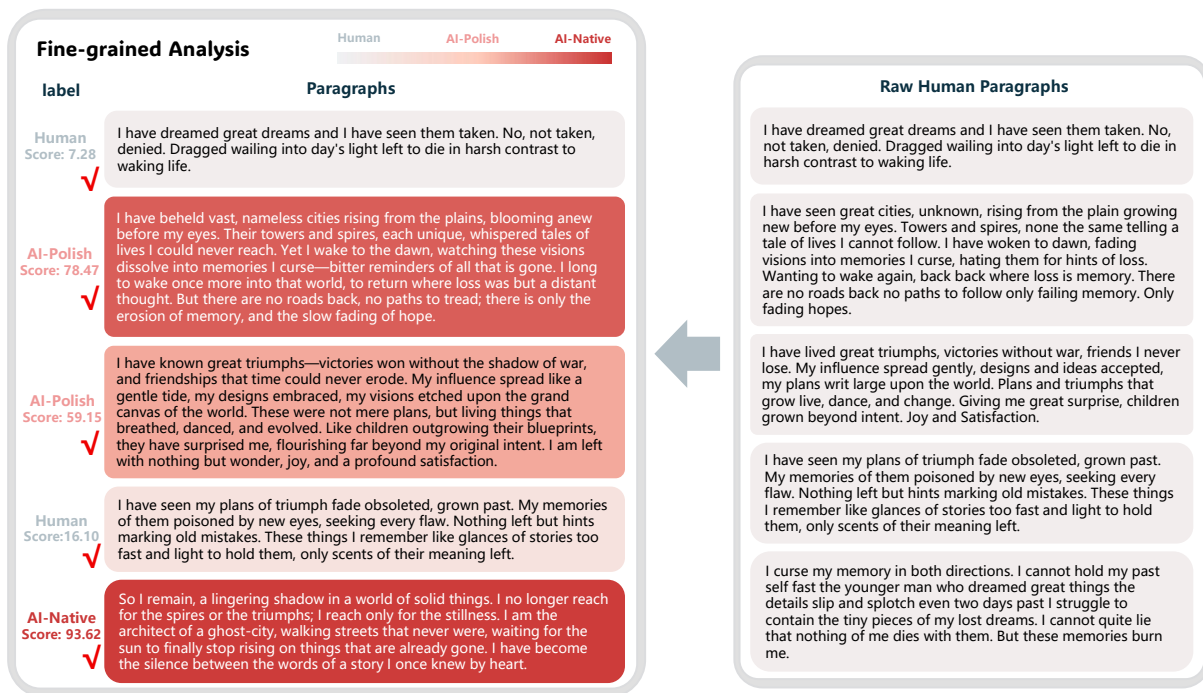 Fine-grained Analysis
Human
AI-Polish
AI-Native
label
Paragraphs
Human
Score: 7.28
√
I have dreamed great dreams and I have seen them taken. No, not taken,
denied. Dragged wailing into day's light left to die in harsh contrast to
waking life.
AI-Polish
Score: 78.47
√
I have beheld vast, nameless cities rising from the plains, blooming anew
before my eyes. Their towers and spires, each unique, whispered tales of
lives I could never reach. Yet I wake to the dawn, watching these visions
dissolve into memories I curse—bitter reminders of all that is gone. I long
to wake once more into that world, to return where loss was but a distant
thought. But there are no roads back, no paths to tread; there is only the
erosion of memory, and the slow fading of hope.
AI-Polish
Score: 59.15
√
I have known great triumphs—victories won without the shadow of war,
and friendships that time could never erode. My influence spread like a
gentle tide, my designs embraced, my visions etched upon the grand
canvas of the world. These were not mere plans, but living things that
breathed, danced, and evolved. Like children outgrowing their blueprints,
they have surprised me, flourishing far beyond my original intent. I am left
with nothing but wonder, joy, and a profound satisfaction.
Human
Score:16.10
√
I have seen my plans of triumph fade obsoleted, grown past. My memories
of them poisoned by new eyes, seeking every flaw. Nothing left but hints
marking old mistakes. These things I remember like glances of stories too
fast and light to hold them, only scents of their meaning left.
AI-Native
Score: 93.62
√
So I remain, a lingering shadow in a world of solid things. I no longer reach
for the spires or the triumphs; I reach only for the stillness. I am the
architect of a ghost-city, walking streets that never were, waiting for the
sun to finally stop rising on things that are already gone. I have become
the silence between the words of a story I once knew by heart.
Raw Human Paragraphs
I have dreamed great dreams and I have seen them taken. No,
not taken, denied. Dragged wailing into day's light left to die in
harsh contrast to waking life.
I have seen great cities, unknown, rising from the plain growing
new before my eyes. Towers and spires, none the same telling a
tale of lives I cannot follow. I have woken to dawn, fading
visions into memories I curse, hating them for hints of loss.
Wanting to wake again, back back where loss is memory. There
are no roads back no paths to follow only failing memory. Only
fading hopes.
I have lived great triumphs, victories without war, friends I never
lose. My influence spread gently, designs and ideas accepted,
my plans writ large upon the world. Plans and triumphs that
grow live, dance, and change. Giving me great surprise, children
grown beyond intent. Joy and Satisfaction.
I have seen my plans of triumph fade obsoleted, grown past.
My memories of them poisoned by new eyes, seeking every
flaw. Nothing left but hints marking old mistakes. These things
I remember like glances of stories too fast and light to hold
them, only scents of their meaning left.
I curse my memory in both directions. I cannot hold my past
self fast the younger man who dreamed great things the
details slip and splotch even two days past I struggle to
contain the tiny pieces of my lost dreams. I cannot quite lie
that nothing of me dies with them. But these memories burn
me.